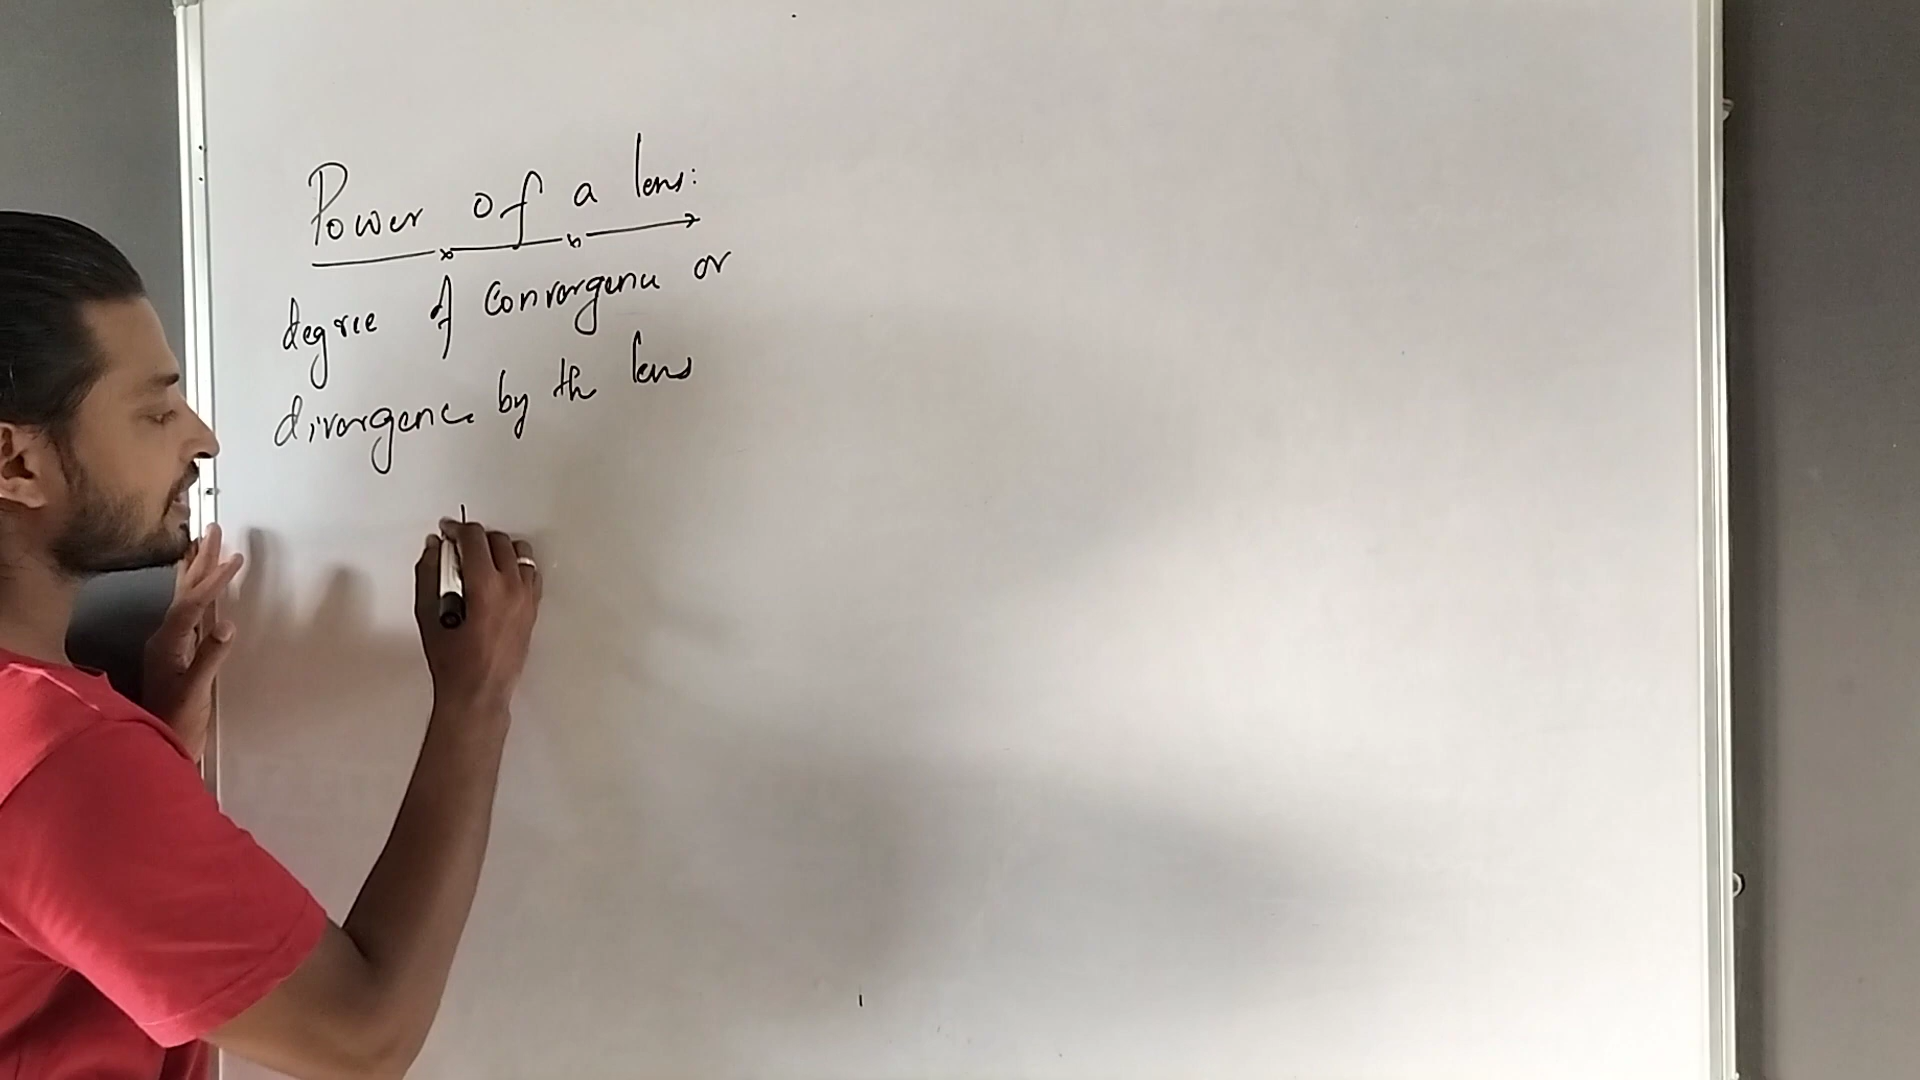 Power of a lens:
degree of convergence or
divergence by the lens